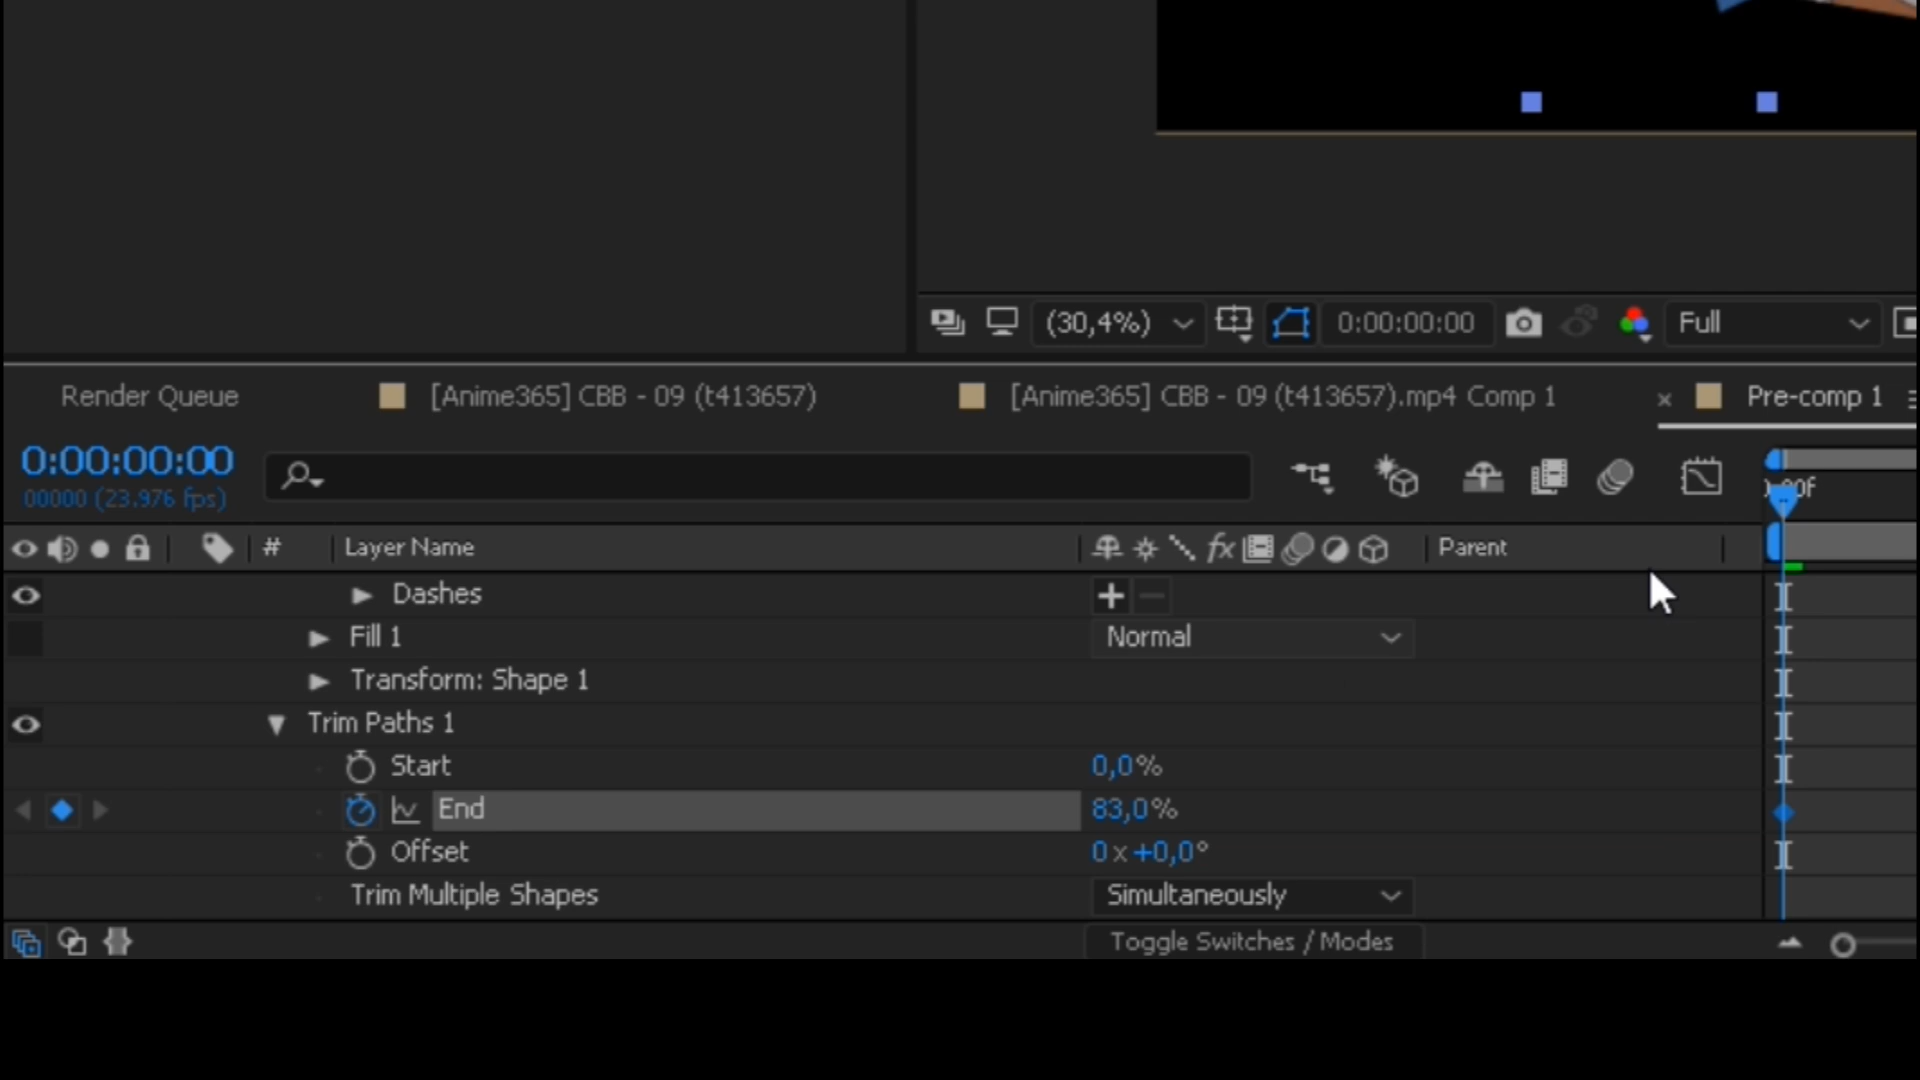 (30,4%)
0:00:00:00
Full
Render Queue
[Anime365] CBB - 09 (t413657)
[Anime365] CBB - 09 (t413657).mp4 Comp 1
× Pre-comp 1
0:00:00:00
00000 (23.976 fps)
# Layer Name
fx
Parent
Dashes
+ −
Fill 1
Normal
Transform: Shape 1
Trim Paths 1
Start
0,0%
End
83,0%
Offset
0 x +0,0°
Trim Multiple Shapes
Simultaneously
Toggle Switches / Modes